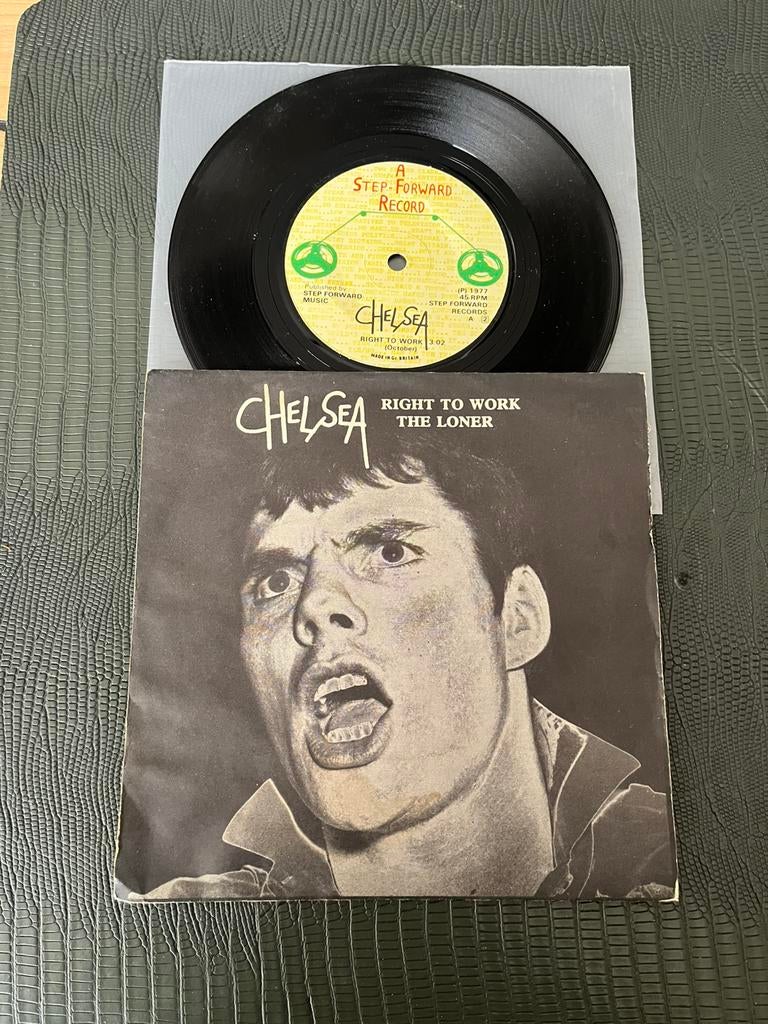 A
STEP-FORWARD
RECORD
Published by
STEP FORWARD
MUSIC
(P) 1977
45 RPM
STEP FORWARD
RECORDS
A 2
CHELSEA
RIGHT TO WORK 3:02
(October)
MADE IN Gt. BRITAIN
CHELSEA
RIGHT TO WORK
THE LONER